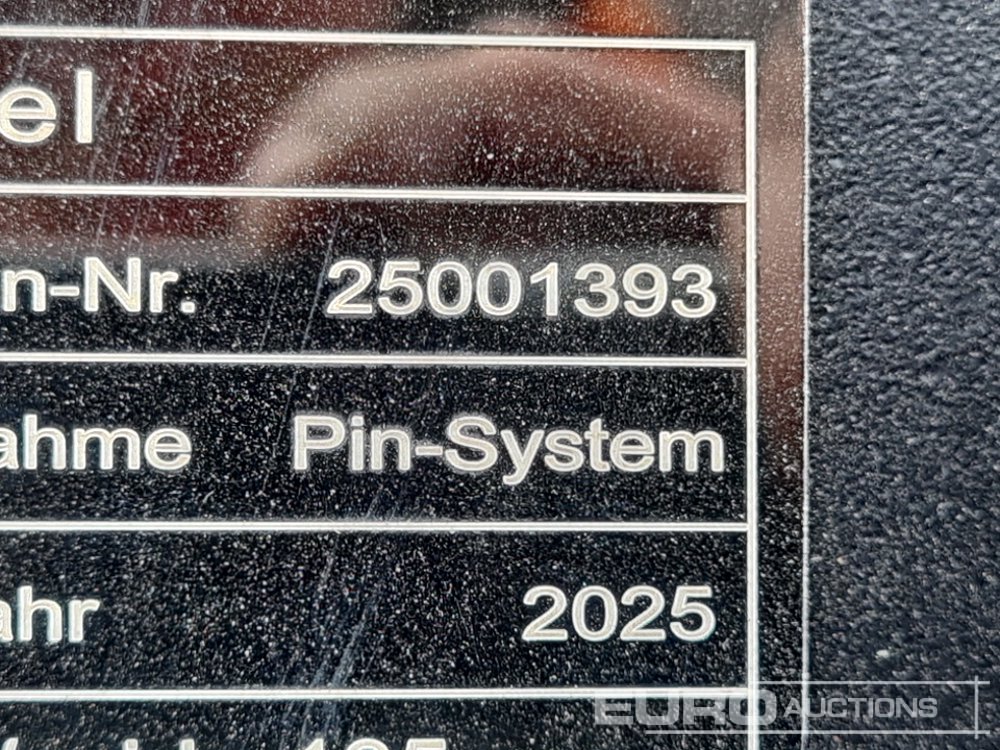 el
n-Nr. 25001393
ahme Pin-System
ahr 2025
EURO AUCTIONS